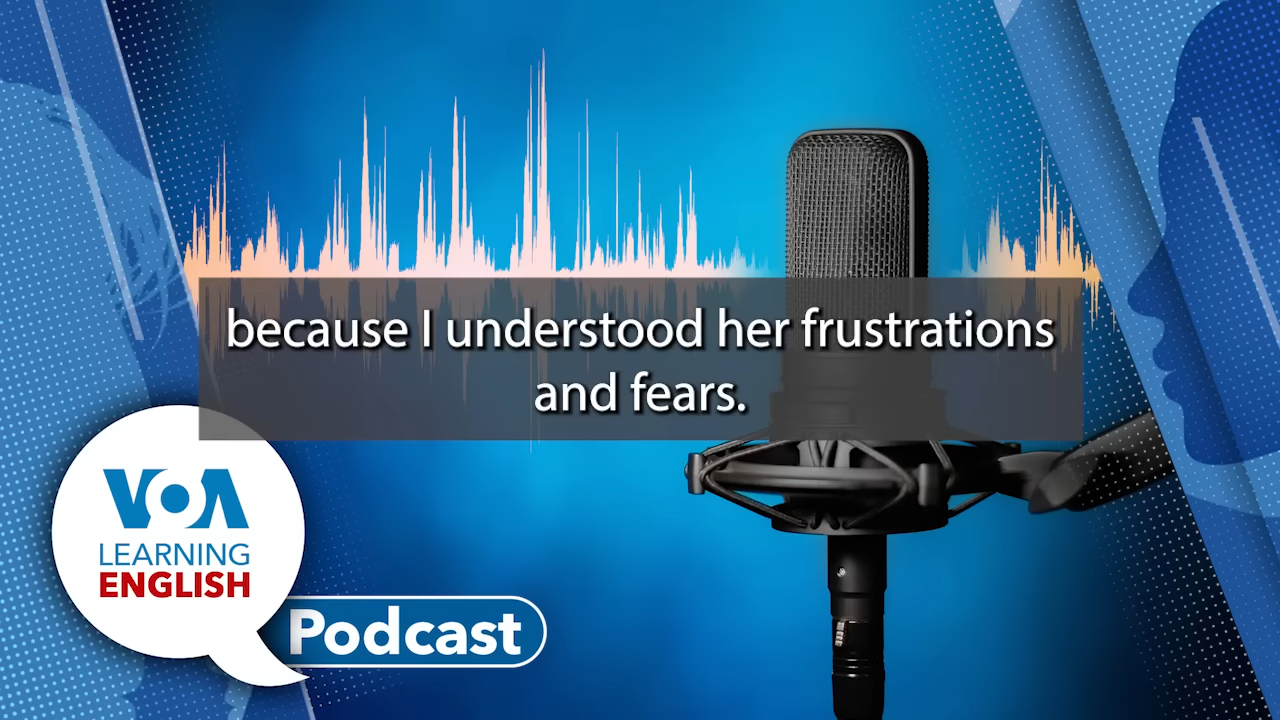 because I understood her frustrations
and fears.
VOA
LEARNING
ENGLISH
Podcast